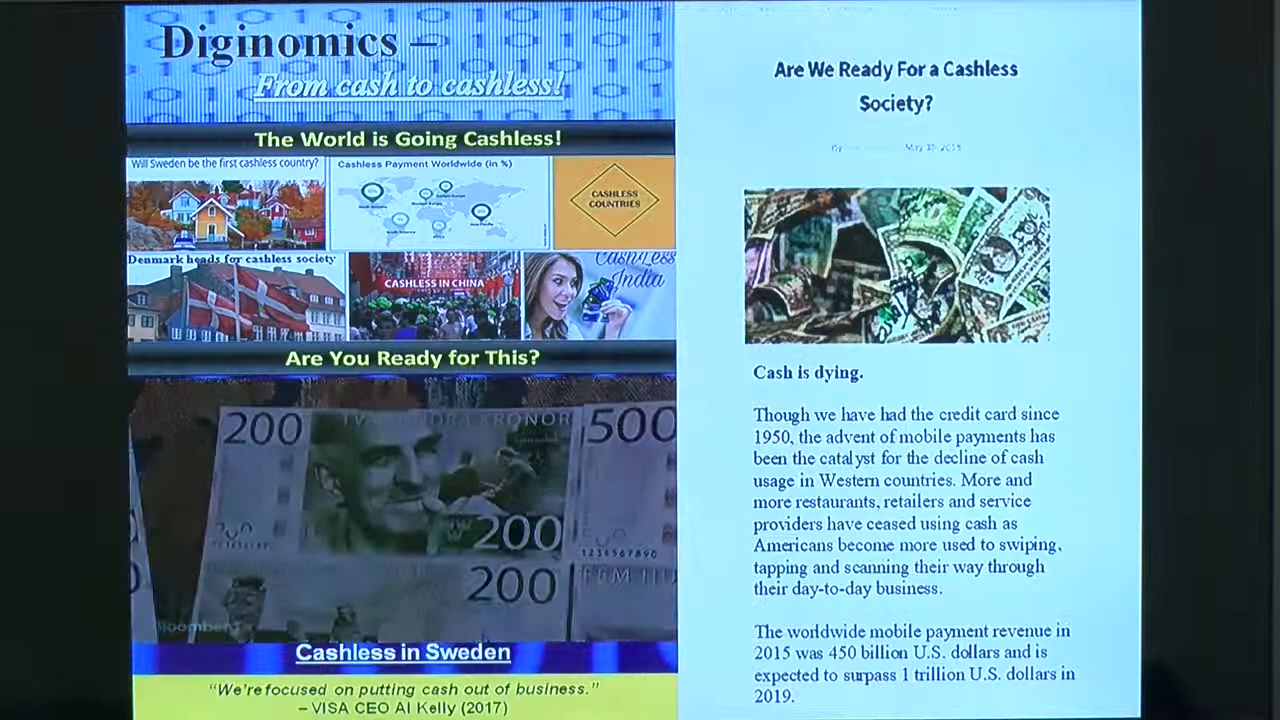 Diginomics –
From cash to cashless!
The World is Going Cashless!
Will Sweden be the first cashless country?
Cashless Payment Worldwide (in %)
CASHLESS
COUNTRIES
Denmark heads for cashless society
CASHLESS IN CHINA
CashLess
India
Are You Ready for This?
200
KRONOR
500
200
1234567890
200
Cashless in Sweden
“We’re focused on putting cash out of business.”
– VISA CEO Al Kelly (2017)
Are We Ready For a Cashless
Society?
By
Cash is dying.
Though we have had the credit card since
1950, the advent of mobile payments has
been the catalyst for the decline of cash
usage in Western countries. More and
more restaurants, retailers and service
providers have ceased using cash as
Americans become more used to swiping,
tapping and scanning their way through
their day-to-day business.
The worldwide mobile payment revenue in
2015 was 450 billion U.S. dollars and is
expected to surpass 1 trillion U.S. dollars in
2019.